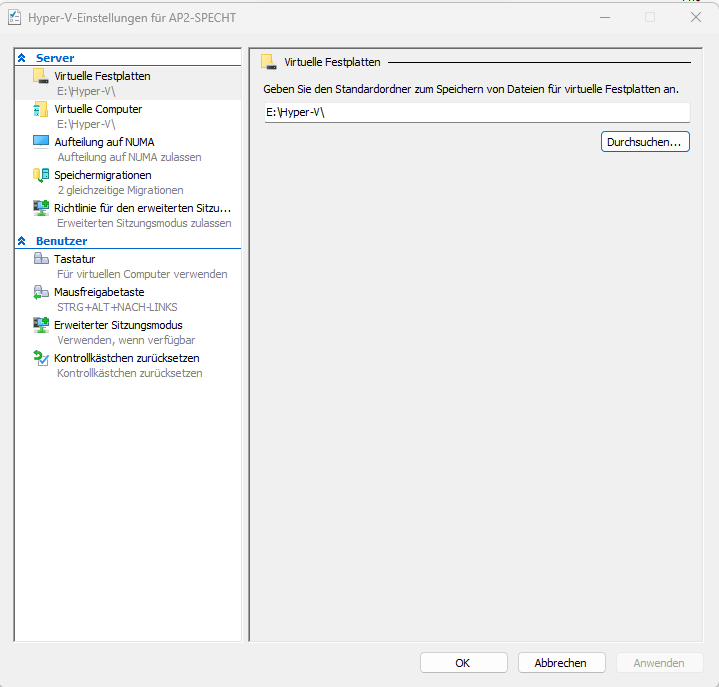 Hyper-V-Einstellungen für AP2-SPECHT
Server
Virtuelle Festplatten
E:\Hyper-V\
Virtuelle Computer
E:\Hyper-V\
Aufteilung auf NUMA
Aufteilung auf NUMA zulassen
Speichermigrationen
2 gleichzeitige Migrationen
Richtlinie für den erweiterten Sitzu...
Erweiterten Sitzungsmodus zulassen
Benutzer
Tastatur
Für virtuellen Computer verwenden
Mausfreigabetaste
STRG+ALT+NACH-LINKS
Erweiterter Sitzungsmodus
Verwenden, wenn verfügbar
Kontrollkästchen zurücksetzen
Kontrollkästchen zurücksetzen
Virtuelle Festplatten
Geben Sie den Standardordner zum Speichern von Dateien für virtuelle Festplatten an.
E:\Hyper-V\
Durchsuchen...
OK
Abbrechen
Anwenden